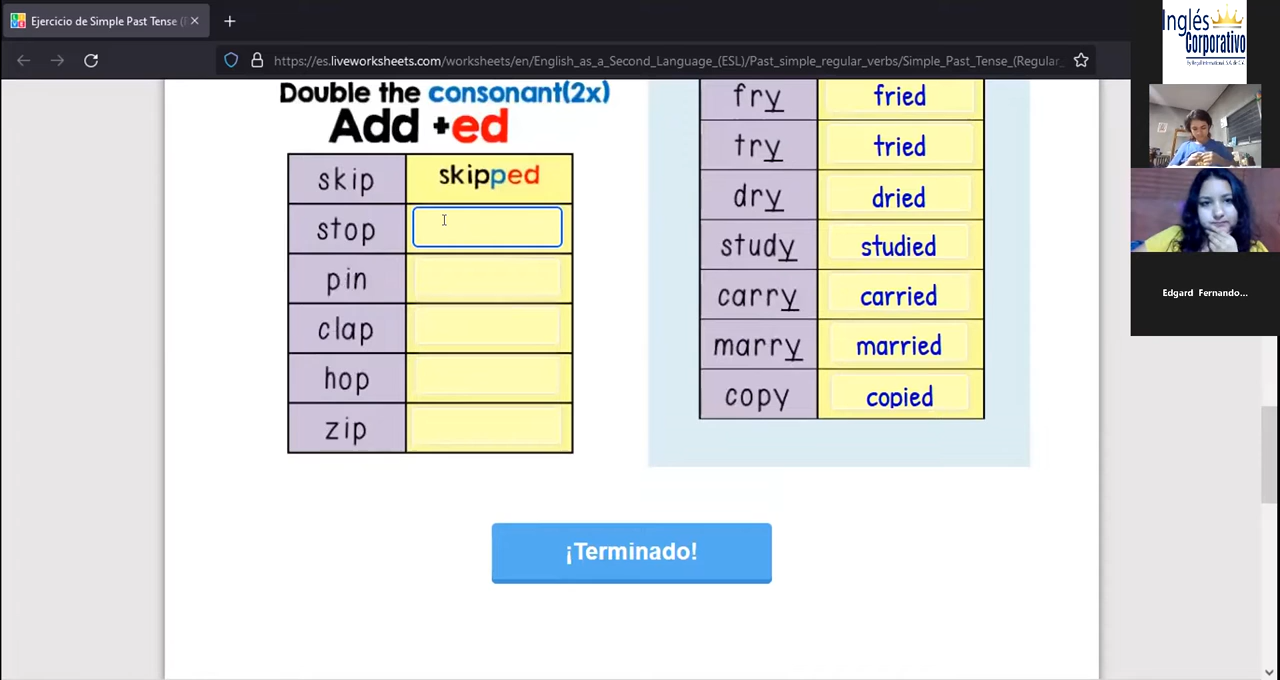 Ejercicio de Simple Past Tense (
https://es.liveworksheets.com/worksheets/en/English_as_a_Second_Language_(ESL)/Past_simple_regular_verbs/Simple_Past_Tense_(Regular_
Double the consonant(2x)
Add +ed
skip skipped
stop
pin
clap
hop
zip
fry fried
try tried
dry dried
study studied
carry carried
marry married
copy copied
¡Terminado!
Inglés
Corporativo
Edgard Fernando...